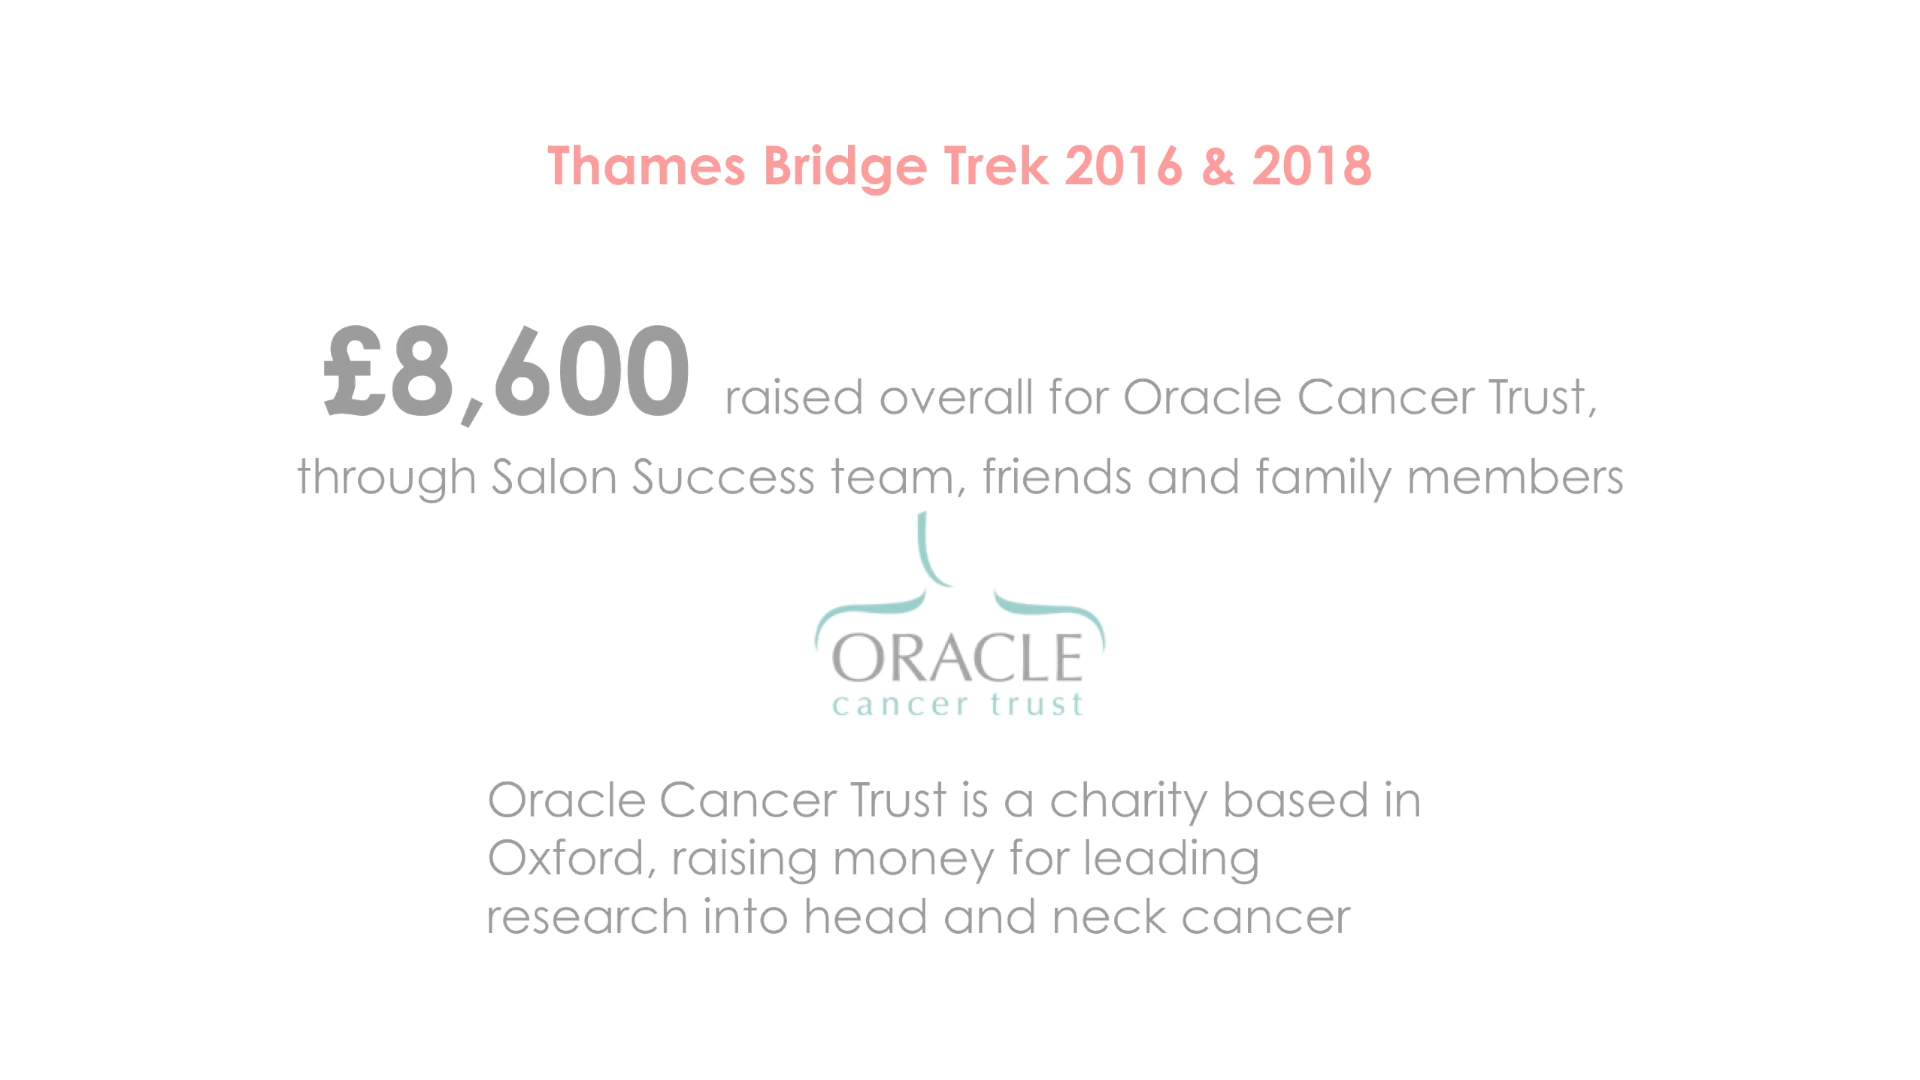 Thames Bridge Trek 2016 & 2018
£8,600 raised overall for Oracle Cancer Trust,
through Salon Success team, friends and family members
ORACLE
cancer trust
Oracle Cancer Trust is a charity based in
Oxford, raising money for leading
research into head and neck cancer